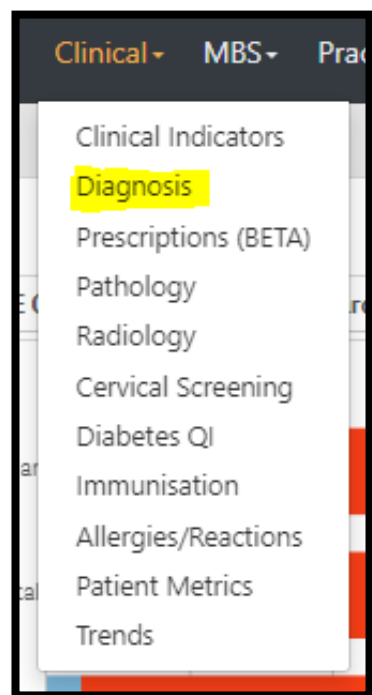 Clinical MBS Prac
Clinical Indicators
Diagnosis
Prescriptions (BETA)
Pathology
Radiology
Cervical Screening
Diabetes QI
Immunisation
Allergies/Reactions
Patient Metrics
Trends